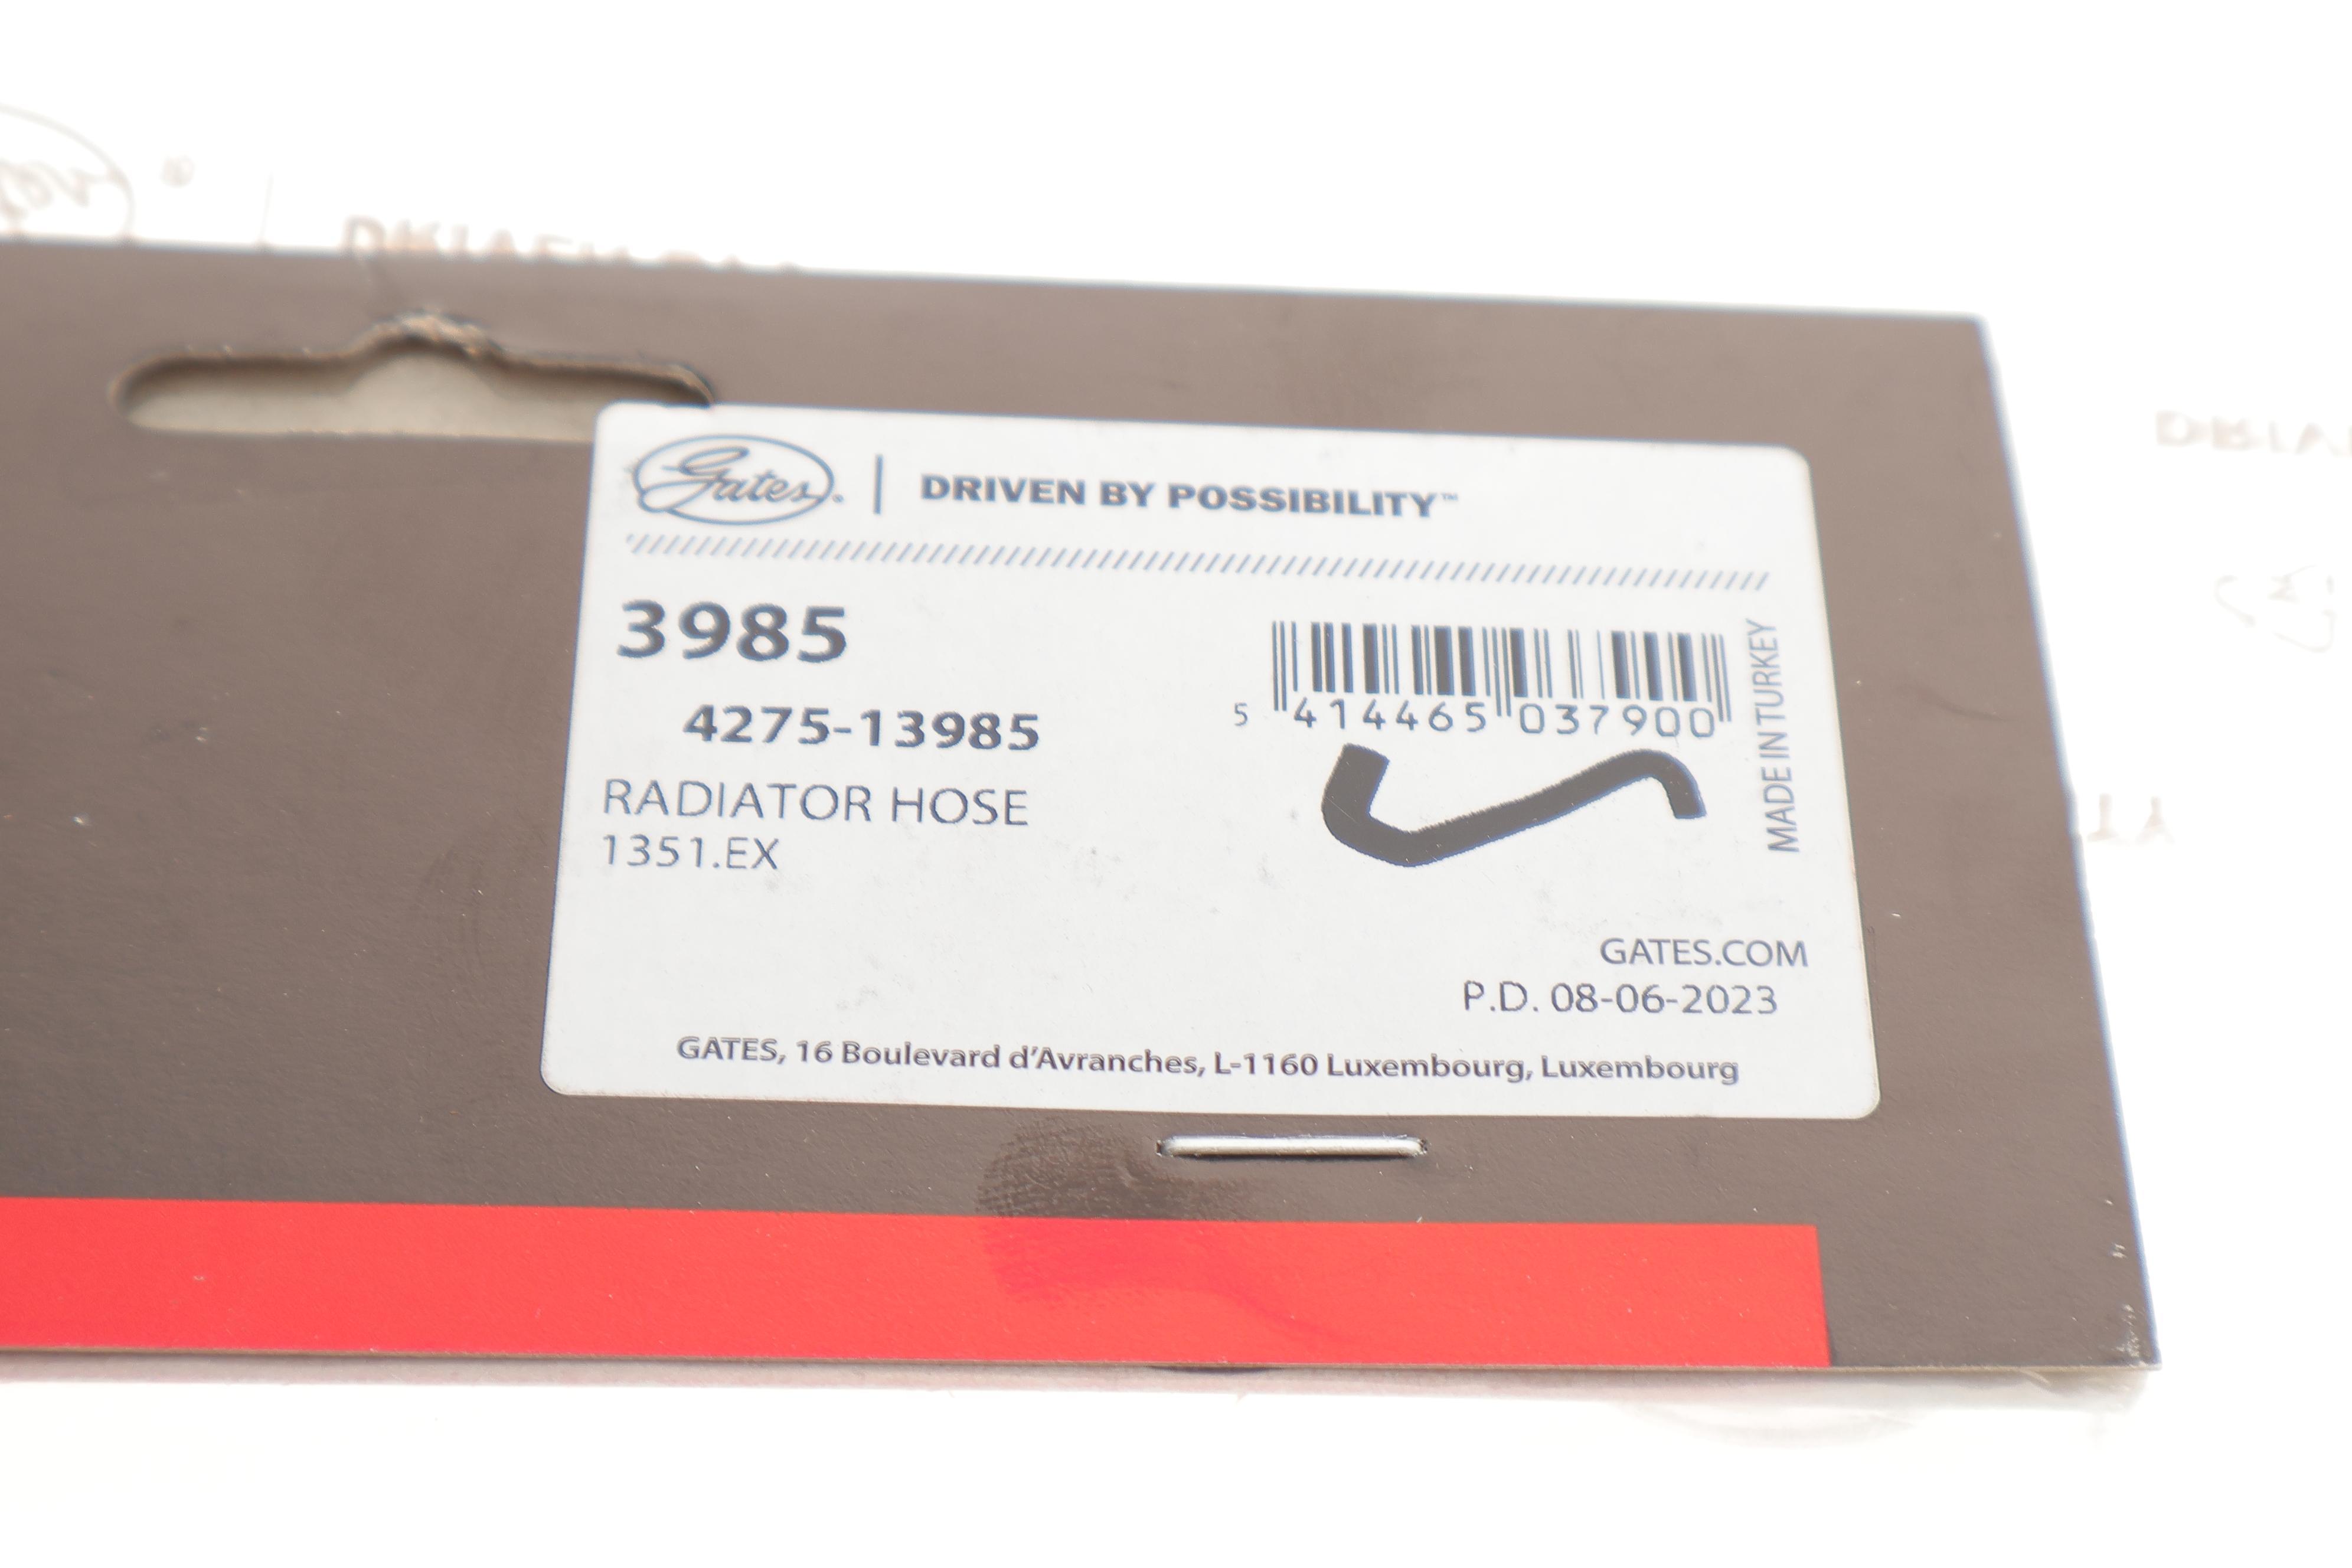 Gates® | DRIVEN BY POSSIBILITY™
3985
4275-13985
RADIATOR HOSE
1351.EX
5 414465 037900
MADE IN TURKEY
GATES.COM
P.D. 08-06-2023
GATES, 16 Boulevard d'Avranches, L-1160 Luxembourg, Luxembourg